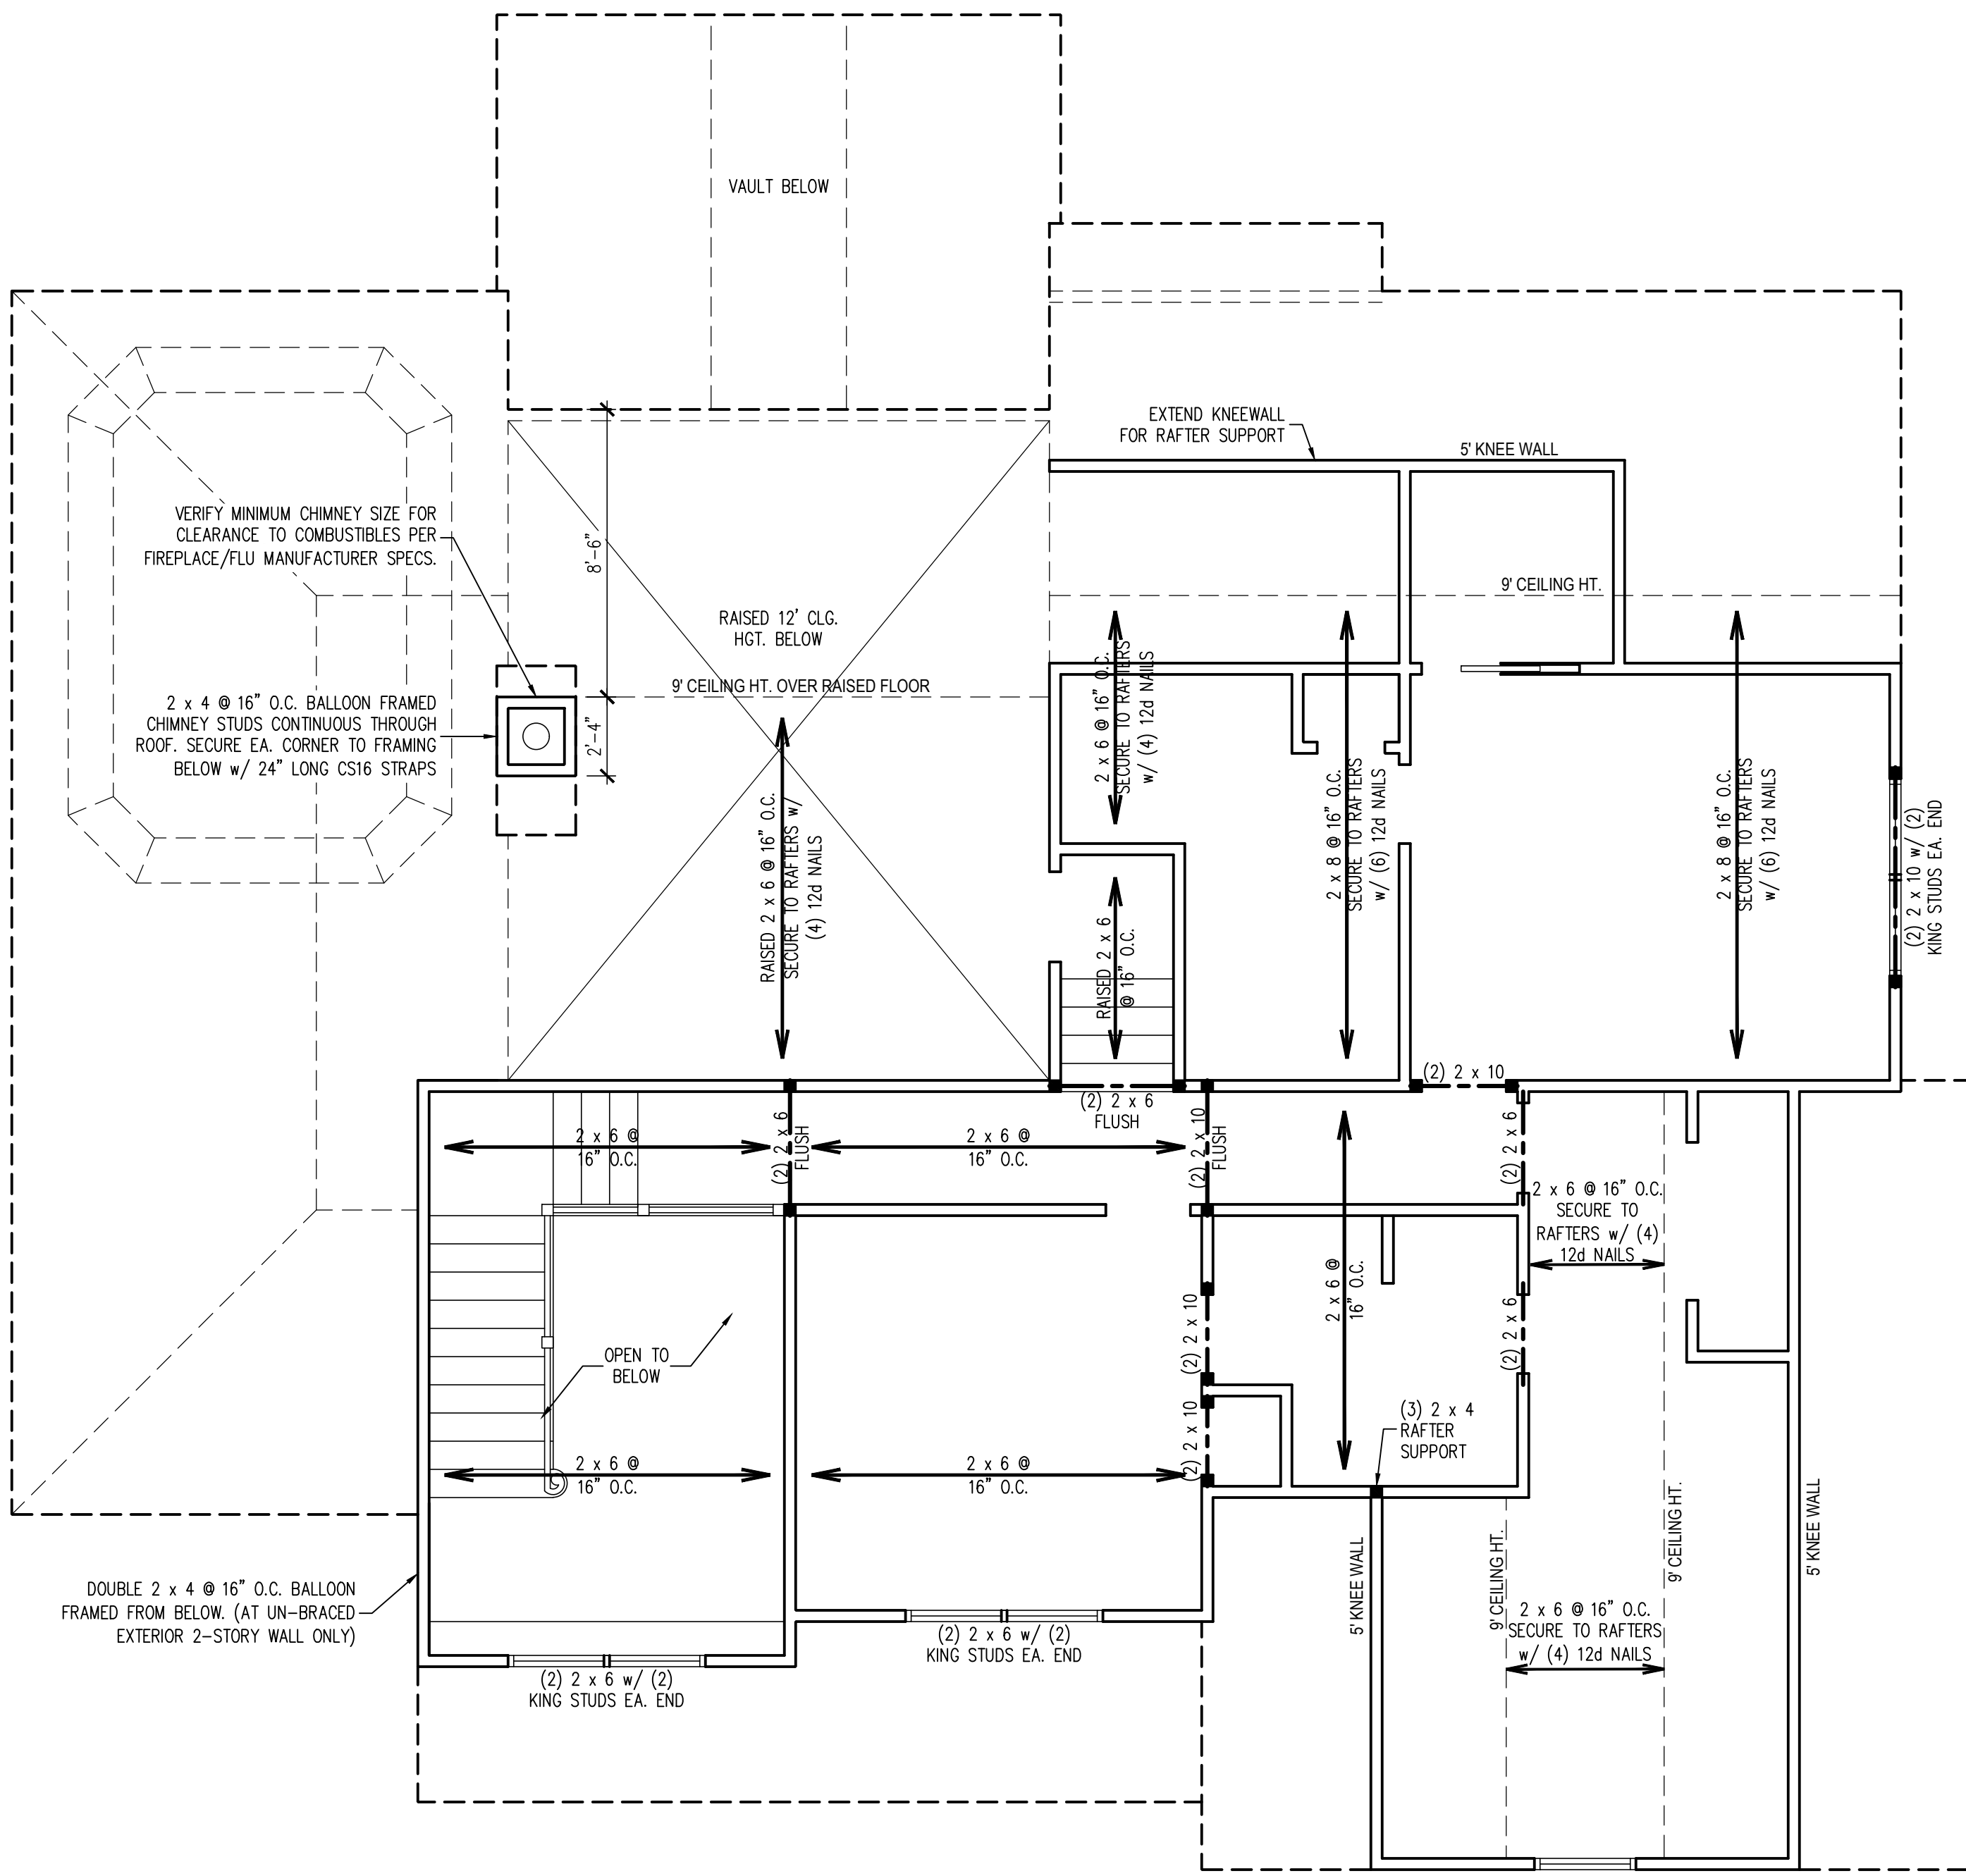 VAULT BELOW
EXTEND KNEEWALL
FOR RAFTER SUPPORT
5' KNEE WALL
VERIFY MINIMUM CHIMNEY SIZE FOR
CLEARANCE TO COMBUSTIBLES PER
FIREPLACE/FLU MANUFACTURER SPECS.
8'-6"
9' CEILING HT.
RAISED 12' CLG.
HGT. BELOW
9' CEILING HT. OVER RAISED FLOOR
2 x 4 @ 16" O.C. BALLOON FRAMED
CHIMNEY STUDS CONTINUOUS THROUGH
ROOF. SECURE EA. CORNER TO FRAMING
BELOW w/ 24" LONG CS16 STRAPS
2'-4"
RAISED 2 x 6 @ 16" O.C.
SECURE TO RAFTERS w/
(4) 12d NAILS
2 x 6 @ 16" O.C.
SECURE TO RAFTERS
w/ (4) 12d NAILS
RAISED 2 x 6
@ 16" O.C.
2 x 8 @ 16" O.C.
SECURE TO RAFTERS
w/ (6) 12d NAILS
2 x 8 @ 16" O.C.
SECURE TO RAFTERS
w/ (6) 12d NAILS
(2) 2 x 10 w/ (2)
KING STUDS EA. END
(2) 2 x 10
(2) 2 x 6
FLUSH
2 x 6 @
16" O.C.
(2) 2 x 6
FLUSH
2 x 6 @
16" O.C.
(2) 2 x 10
FLUSH
(2) 2 x 6
2 x 6 @ 16" O.C.
SECURE TO
RAFTERS w/ (4)
12d NAILS
2 x 6 @
16" O.C.
(2) 2 x 10
(2) 2 x 6
OPEN TO
BELOW
(2) 2 x 10
(3) 2 x 4
RAFTER
SUPPORT
2 x 6 @
16" O.C.
2 x 6 @
16" O.C.
5' KNEE WALL
9' CEILING HT.
9' CEILING HT.
5' KNEE WALL
DOUBLE 2 x 4 @ 16" O.C. BALLOON
FRAMED FROM BELOW. (AT UN-BRACED
EXTERIOR 2-STORY WALL ONLY)
2 x 6 @ 16" O.C.
SECURE TO RAFTERS
w/ (4) 12d NAILS
(2) 2 x 6 w/ (2)
KING STUDS EA. END
(2) 2 x 6 w/ (2)
KING STUDS EA. END